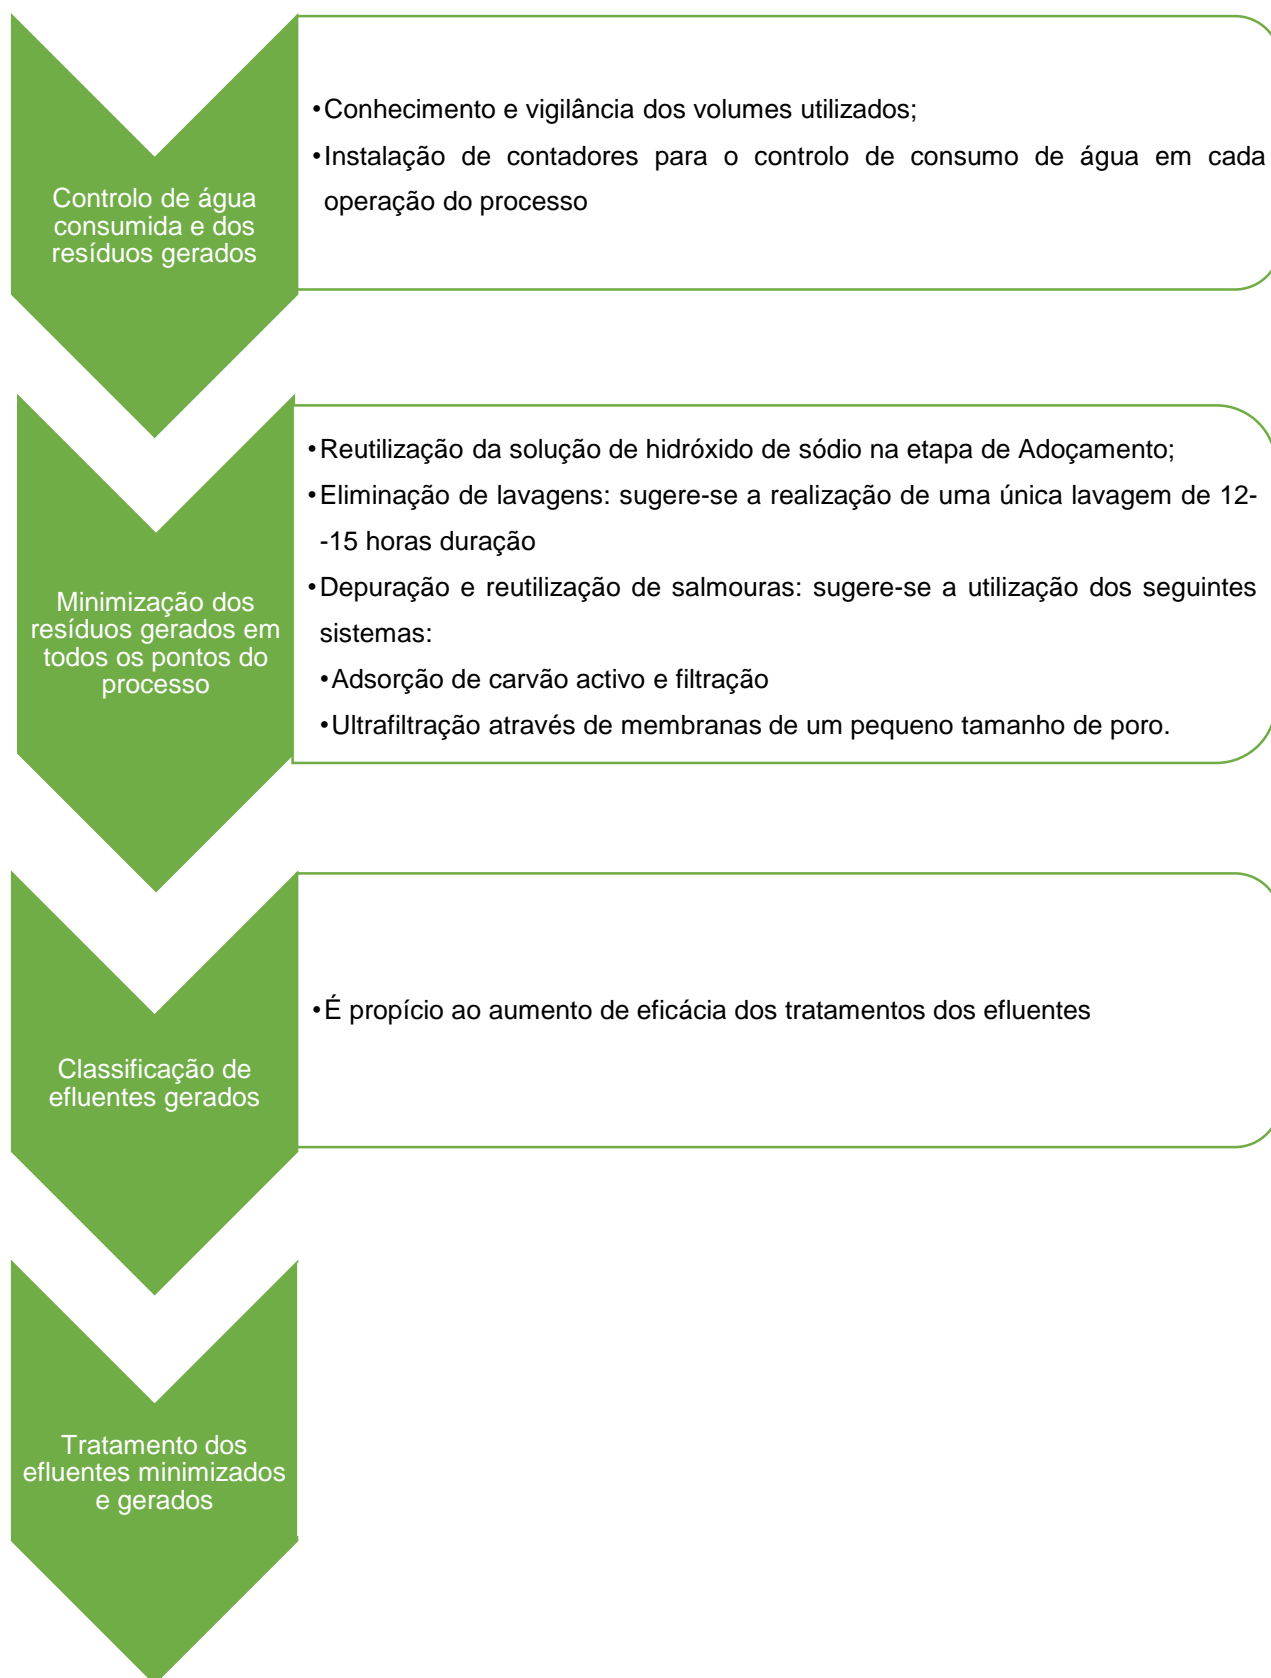 Controlo de água
consumida e dos
resíduos gerados
•Conhecimento e vigilância dos volumes utilizados;
•Instalação de contadores para o controlo de consumo de água em cada
operação do processo
Minimização dos
resíduos gerados em
todos os pontos do
processo
•Reutilização da solução de hidróxido de sódio na etapa de Adoçamento;
•Eliminação de lavagens: sugere-se a realização de uma única lavagem de 12-
-15 horas duração
•Depuração e reutilização de salmouras: sugere-se a utilização dos seguintes
sistemas:
•Adsorção de carvão activo e filtração
•Ultrafiltração através de membranas de um pequeno tamanho de poro.
Classificação de
efluentes gerados
•É propício ao aumento de eficácia dos tratamentos dos efluentes
Tratamento dos
efluentes minimizados
e gerados